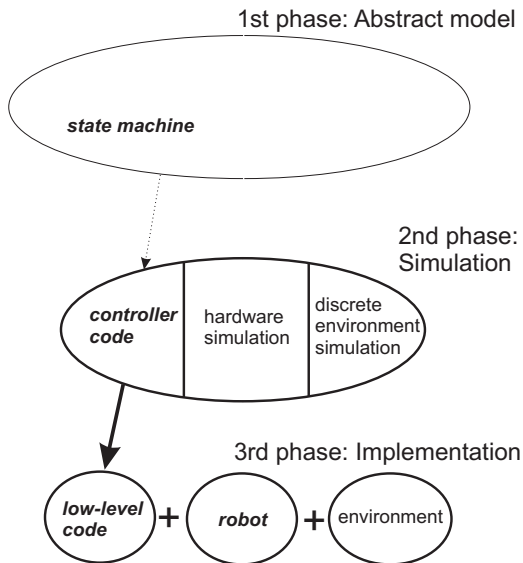 1st phase: Abstract model
state machine
2nd phase:
Simulation
controller
code
hardware
simulation
discrete
environment
simulation
3rd phase: Implementation
low-level
code
+
robot
+
environment